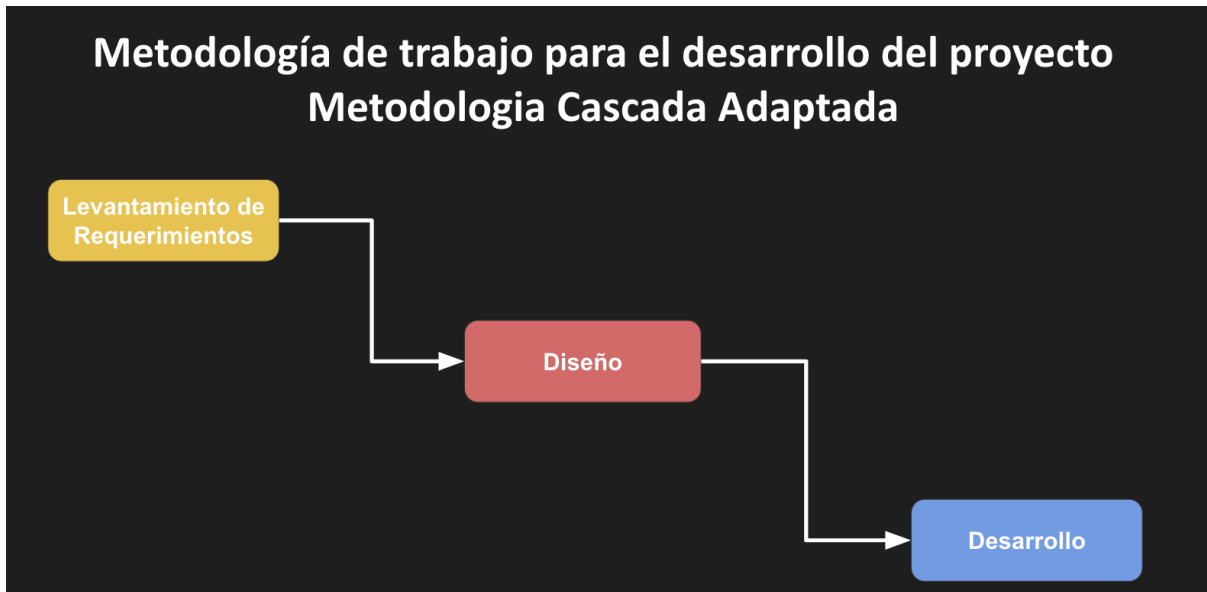 Metodología de trabajo para el desarrollo del proyecto
Metodologia Cascada Adaptada
Levantamiento de
Requerimientos
Diseño
Desarrollo